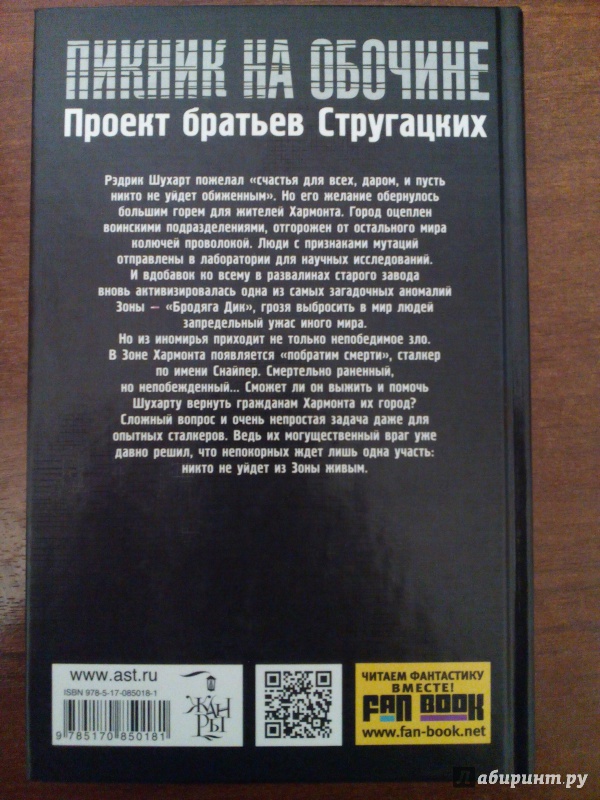 ПИКНИК НА ОБОЧИНЕ
Проект братьев Стругацких
Рэдрик Шухарт пожелал «счастья для всех, даром, и пусть
никто не уйдет обиженным». Но его желание обернулось
большим горем для жителей Хармонта. Город оцеплен
воинскими подразделениями, отгорожен от остального мира
колючей проволокой. Люди с признаками мутаций
отправлены в лаборатории для научных исследований.
И вдобавок ко всему в развалинах старого завода
вновь активизировалась одна из самых загадочных аномалий
Зоны — «Бродяга Дик», грозя выбросить в мир людей
запредельный ужас иного мира.
Но из иномирья приходит не только непобедимое зло.
В Зоне Хармонта появляется «побратим смерти», сталкер
по имени Снайпер. Смертельно раненный,
но непобежденный... Сможет ли он выжить и помочь
Шухарту вернуть гражданам Хармонта их город?
Сложный вопрос и очень непростая задача даже для
опытных сталкеров. Ведь их могущественный враг уже
давно решил, что непокорных ждет лишь одна участь:
никто не уйдет из Зоны живым.
www.ast.ru
ISBN 978-5-17-085018-1
9 785170 850181
ЖАНРЫ
ЧИТАЕМ ФАНТАСТИКУ
ВМЕСТЕ!
FAN BOOK
www.fan-book.net
лабиринт.ру